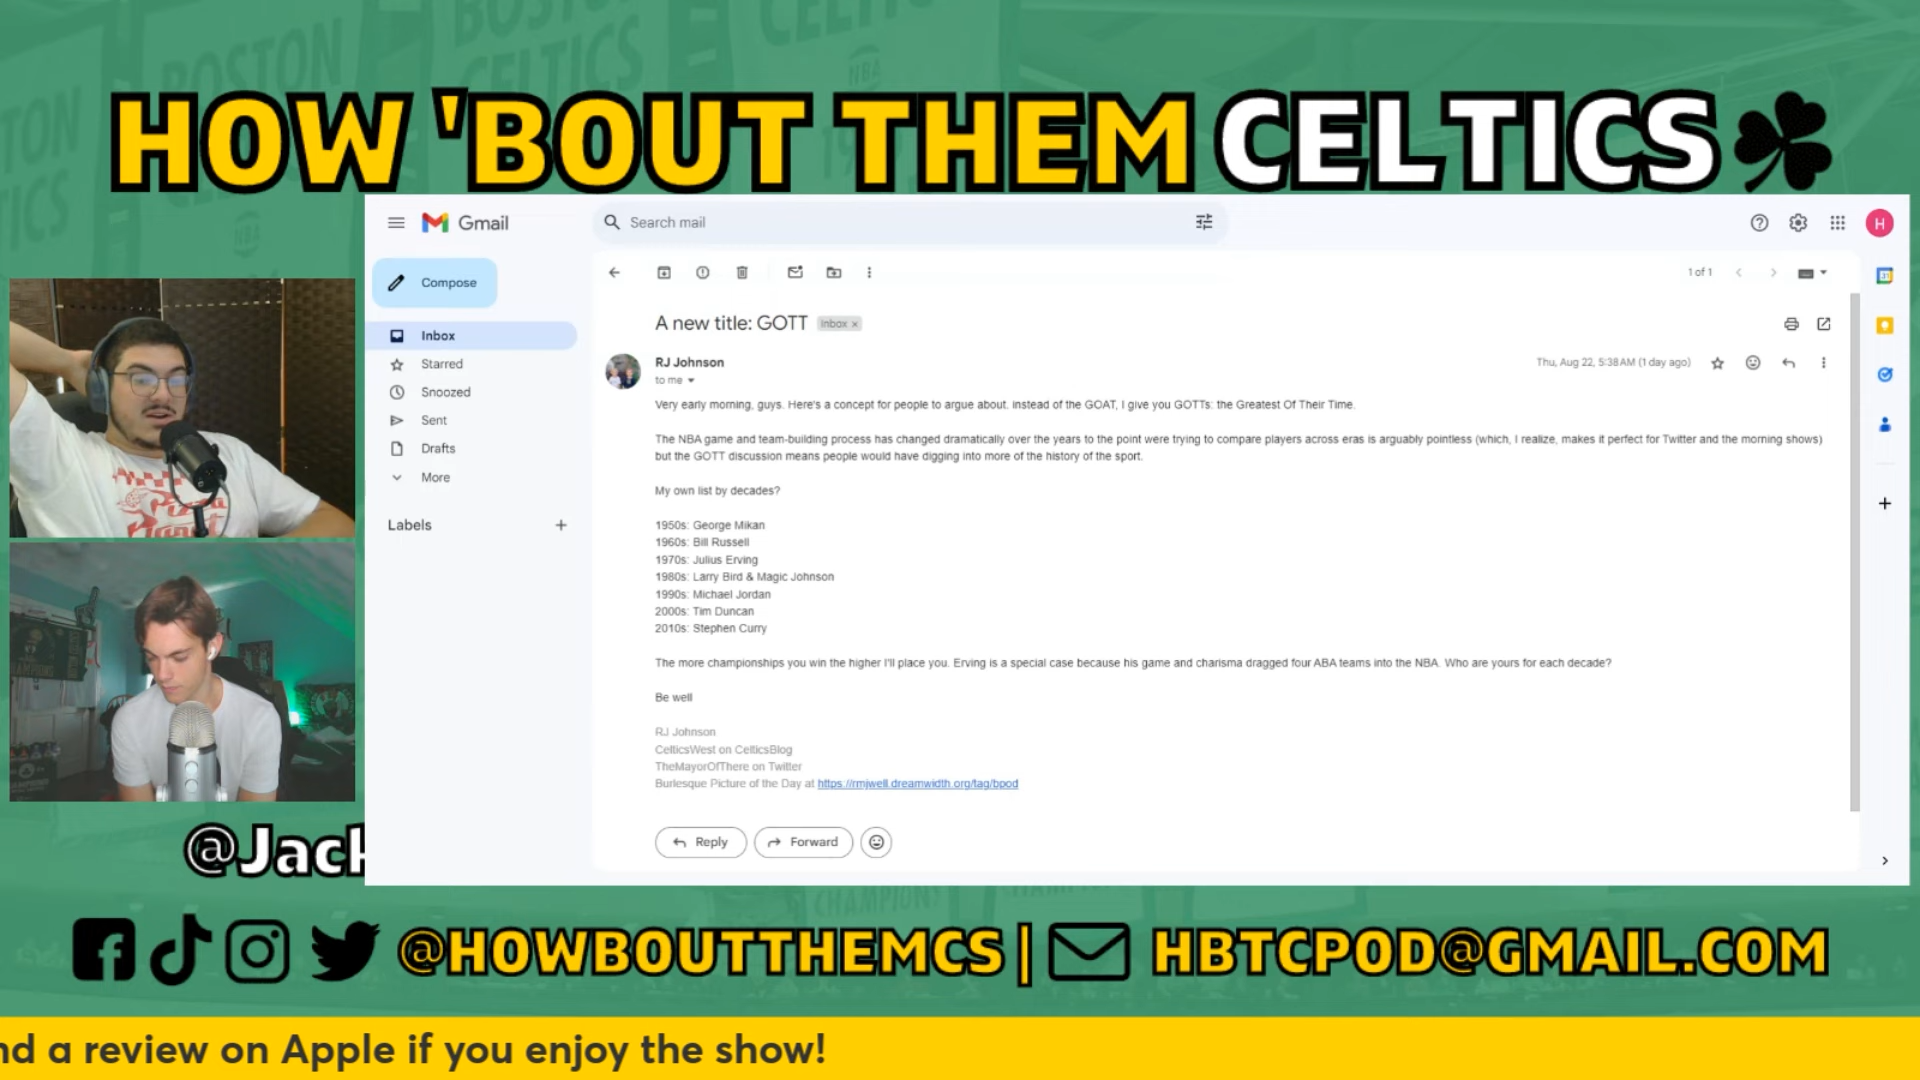 HOW 'BOUT THEM CELTICS
Gmail
Search mail
H
Compose
1 of 1
Inbox
Starred
Snoozed
Sent
Drafts
More
Labels
A new title: GOTT Inbox x
RJ Johnson
Thu, Aug 22, 5:38 AM (1 day ago)
to me
Very early morning, guys. Here's a concept for people to argue about. instead of the GOAT, I give you GOTTs: the Greatest Of Their Time.
The NBA game and team-building process has changed dramatically over the years to the point were trying to compare players across eras is arguably pointless (which, I realize, makes it perfect for Twitter and the morning shows)
but the GOTT discussion means people would have digging into more of the history of the sport.
My own list by decades?
1950s: George Mikan
1960s: Bill Russell
1970s: Julius Erving
1980s: Larry Bird & Magic Johnson
1990s: Michael Jordan
2000s: Tim Duncan
2010s: Stephen Curry
The more championships you win the higher I'll place you. Erving is a special case because his game and charisma dragged four ABA teams into the NBA. Who are yours for each decade?
Be well
RJ Johnson
CelticsWest on CelticsBlog
TheMayorOfThere on Twitter
Burlesque Picture of the Day at https://rmjwell.dreamwidth.org/tag/bpod
Reply
Forward
@Jack
@HOWBOUTTHEMCS | HBTCPOD@GMAIL.COM
nd a review on Apple if you enjoy the show!